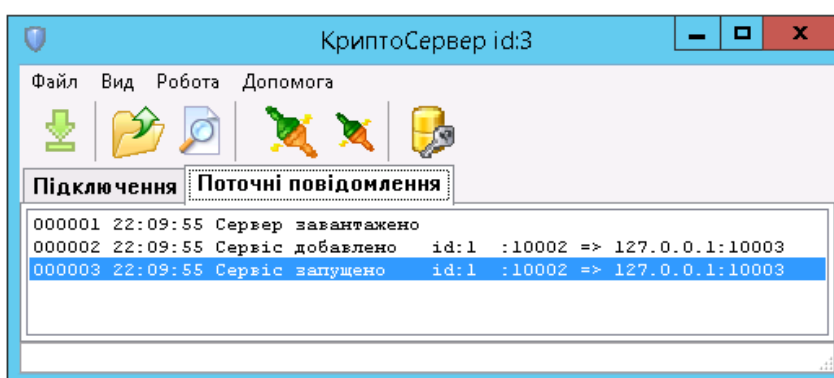 КриптоСервер id:3
Файл Вид Робота Допомога
Підключення Поточні повідомлення
000001 22:09:55 Сервер завантажено
000002 22:09:55 Сервіс добавлено id:1 :10002 => 127.0.0.1:10003
000003 22:09:55 Сервіс запущено id:1 :10002 => 127.0.0.1:10003